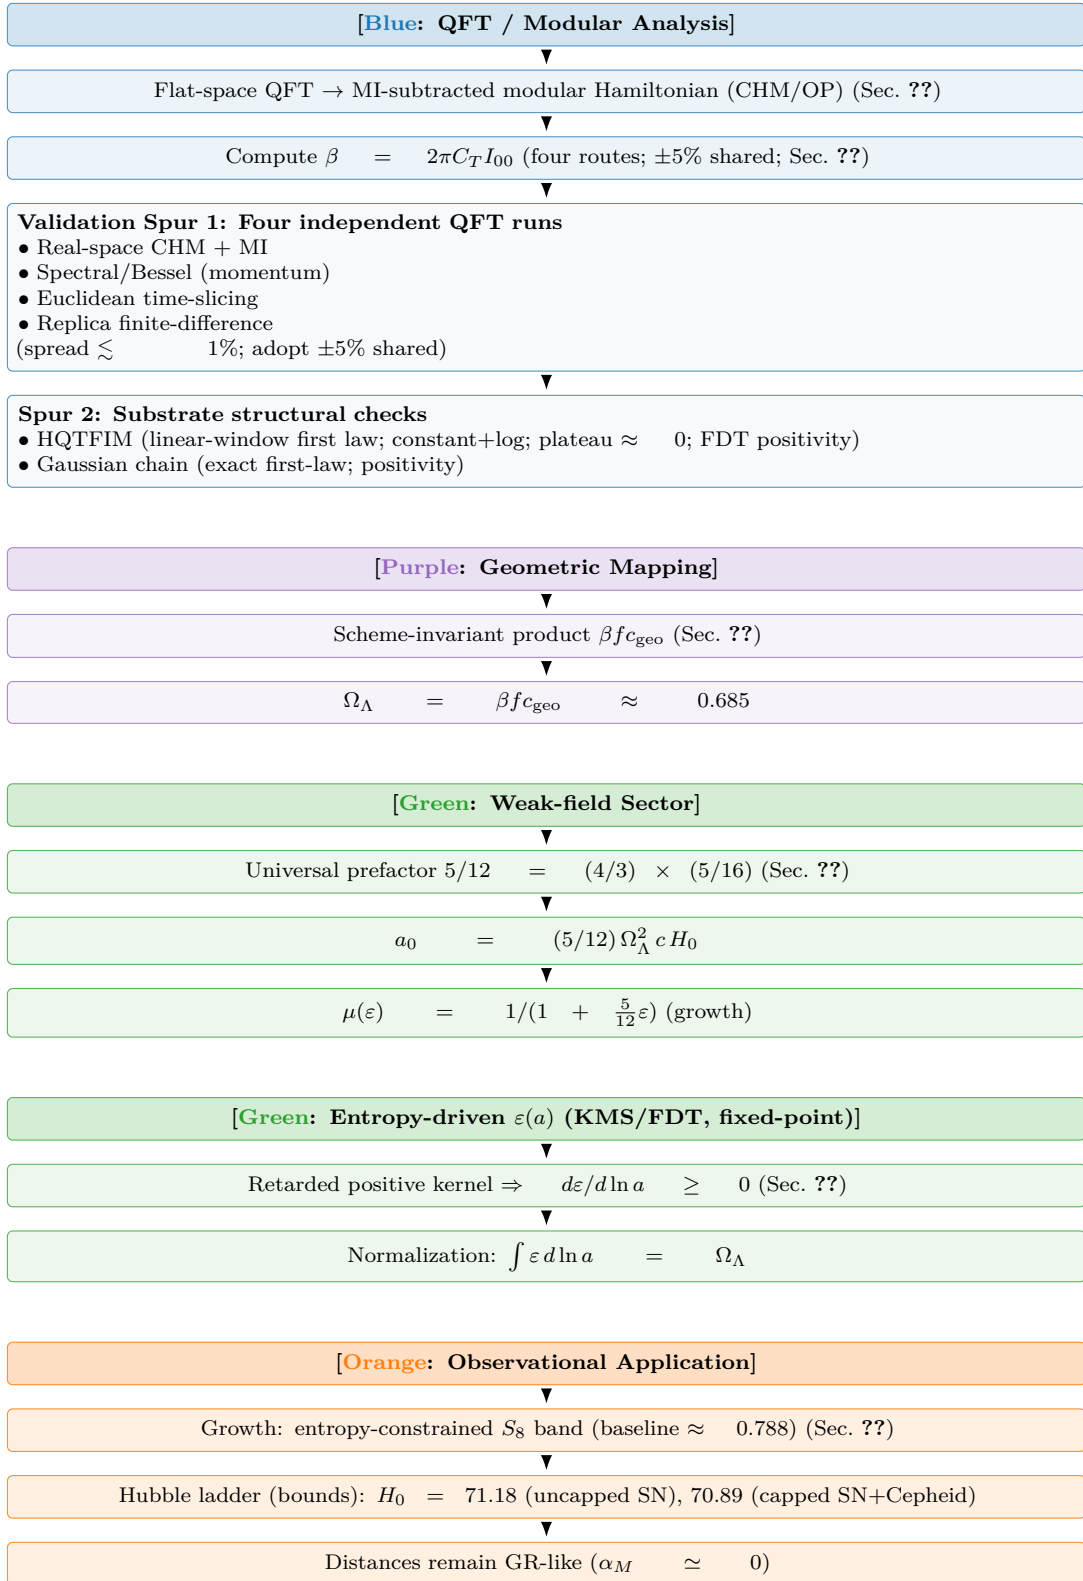 [Blue: QFT / Modular Analysis]
Flat-space QFT → MI-subtracted modular Hamiltonian (CHM/OP) (Sec. ??)
Compute β = 2πC_T I_00 (four routes; ±5% shared; Sec. ??)
Validation Spur 1: Four independent QFT runs
• Real-space CHM + MI
• Spectral/Bessel (momentum)
• Euclidean time-slicing
• Replica finite-difference
(spread ≲ 1%; adopt ±5% shared)
Spur 2: Substrate structural checks
• HQTFIM (linear-window first law; constant+log; plateau ≈ 0; FDT positivity)
• Gaussian chain (exact first-law; positivity)
[Purple: Geometric Mapping]
Scheme-invariant product βfc_geo (Sec. ??)
Ω_Λ = βfc_geo ≈ 0.685
[Green: Weak-field Sector]
Universal prefactor 5/12 = (4/3) × (5/16) (Sec. ??)
a_0 = (5/12) Ω_Λ^2 c H_0
μ(ε) = 1/(1 + 5/12 ε) (growth)
[Green: Entropy-driven ε(a) (KMS/FDT, fixed-point)]
Retarded positive kernel ⇒ dε/d ln a ≥ 0 (Sec. ??)
Normalization: ∫ ε d ln a = Ω_Λ
[Orange: Observational Application]
Growth: entropy-constrained S_8 band (baseline ≈ 0.788) (Sec. ??)
Hubble ladder (bounds): H_0 = 71.18 (uncapped SN), 70.89 (capped SN+Cepheid)
Distances remain GR-like (α_M ≃ 0)